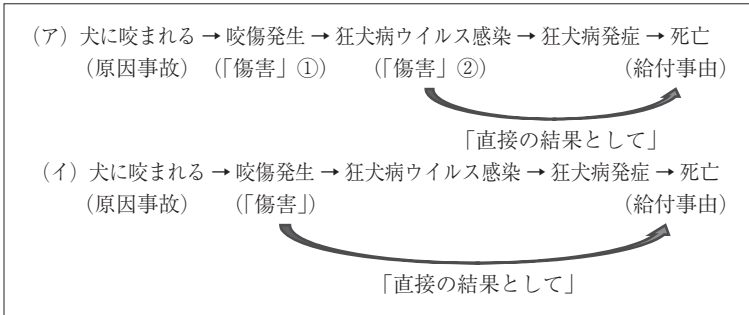 （ア）犬に咬まれる → 咬傷発生 → 狂犬病ウイルス感染 → 狂犬病発症 → 死亡
（原因事故）（「傷害」①）（「傷害」②）（給付事由）
「直接の結果として」
（イ）犬に咬まれる → 咬傷発生 → 狂犬病ウイルス感染 → 狂犬病発症 → 死亡
（原因事故）（「傷害」）（給付事由）
「直接の結果として」